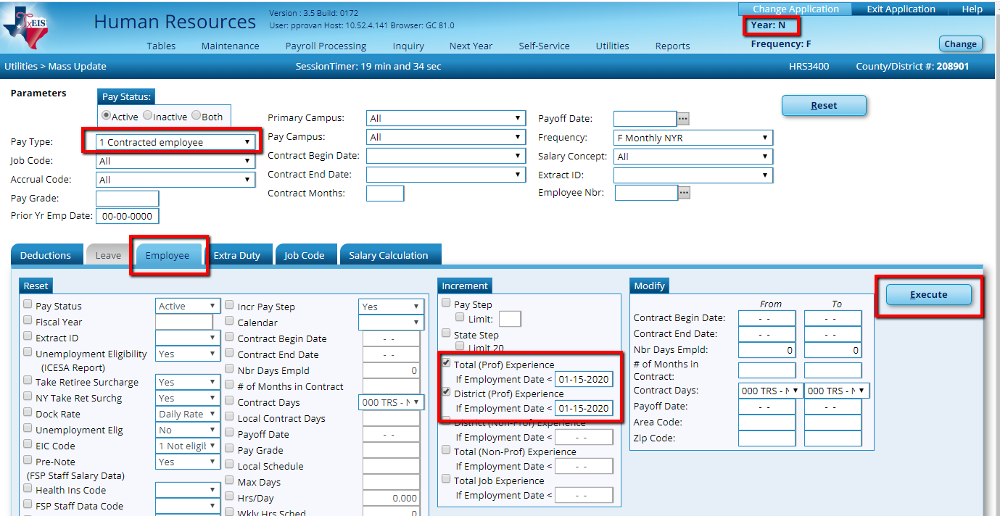 TxEIS
Human Resources
Version : 3.5 Build: 0172
User: pprovan Host: 10.52.4.141 Browser: GC 81.0
Change Application Exit Application Help
Year: N
Frequency: F
Change
Tables Maintenance Payroll Processing Inquiry Next Year Self-Service Utilities Reports
Utilities > Mass Update SessionTimer: 19 min and 34 sec HRS3400 County/District #: 208901
Parameters
Pay Status:
Active Inactive Both
Pay Type: 1 Contracted employee
Job Code: All
Accrual Code: All
Pay Grade:
Prior Yr Emp Date: 00-00-0000
Primary Campus: All
Pay Campus: All
Contract Begin Date:
Contract End Date:
Contract Months:
Payoff Date: ...
Frequency: F Monthly NYR
Salary Concept: All
Extract ID:
Employee Nbr: ...
Reset
Deductions Leave Employee Extra Duty Job Code Salary Calculation
Reset
Pay Status Active
Fiscal Year
Extract ID
Unemployment Eligibility Yes
(ICESA Report)
Take Retiree Surcharge Yes
NY Take Ret Surchg Yes
Dock Rate Daily Rate
Unemployment Elig No
EIC Code 1 Not eligil
Pre-Note Yes
(FSP Staff Salary Data)
Health Ins Code
FSP Staff Data Code
Incr Pay Step Yes
Calendar
Contract Begin Date - -
Contract End Date - -
Nbr Days Empld 0
# of Months in Contract
Contract Days 000 TRS - N
Local Contract Days
Payoff Date - -
Pay Grade
Local Schedule
Max Days
Hrs/Day 0.000
Wkly Hrs Sched 0
Increment
Pay Step
Limit:
State Step
Limit 20
Total (Prof) Experience
If Employment Date < 01-15-2020
District (Prof) Experience
If Employment Date < 01-15-2020
District (Non-Prof) Experience
If Employment Date < - -
Total (Non-Prof) Experience
If Employment Date < - -
Total Job Experience
If Employment Date < - -
Modify
From To
Contract Begin Date: - - - -
Contract End Date: - - - -
Nbr Days Empld: 0 0
# of Months in
Contract:
Contract Days: 000 TRS - N 000 TRS - N
Payoff Date: - - - -
Area Code:
Zip Code:
Execute